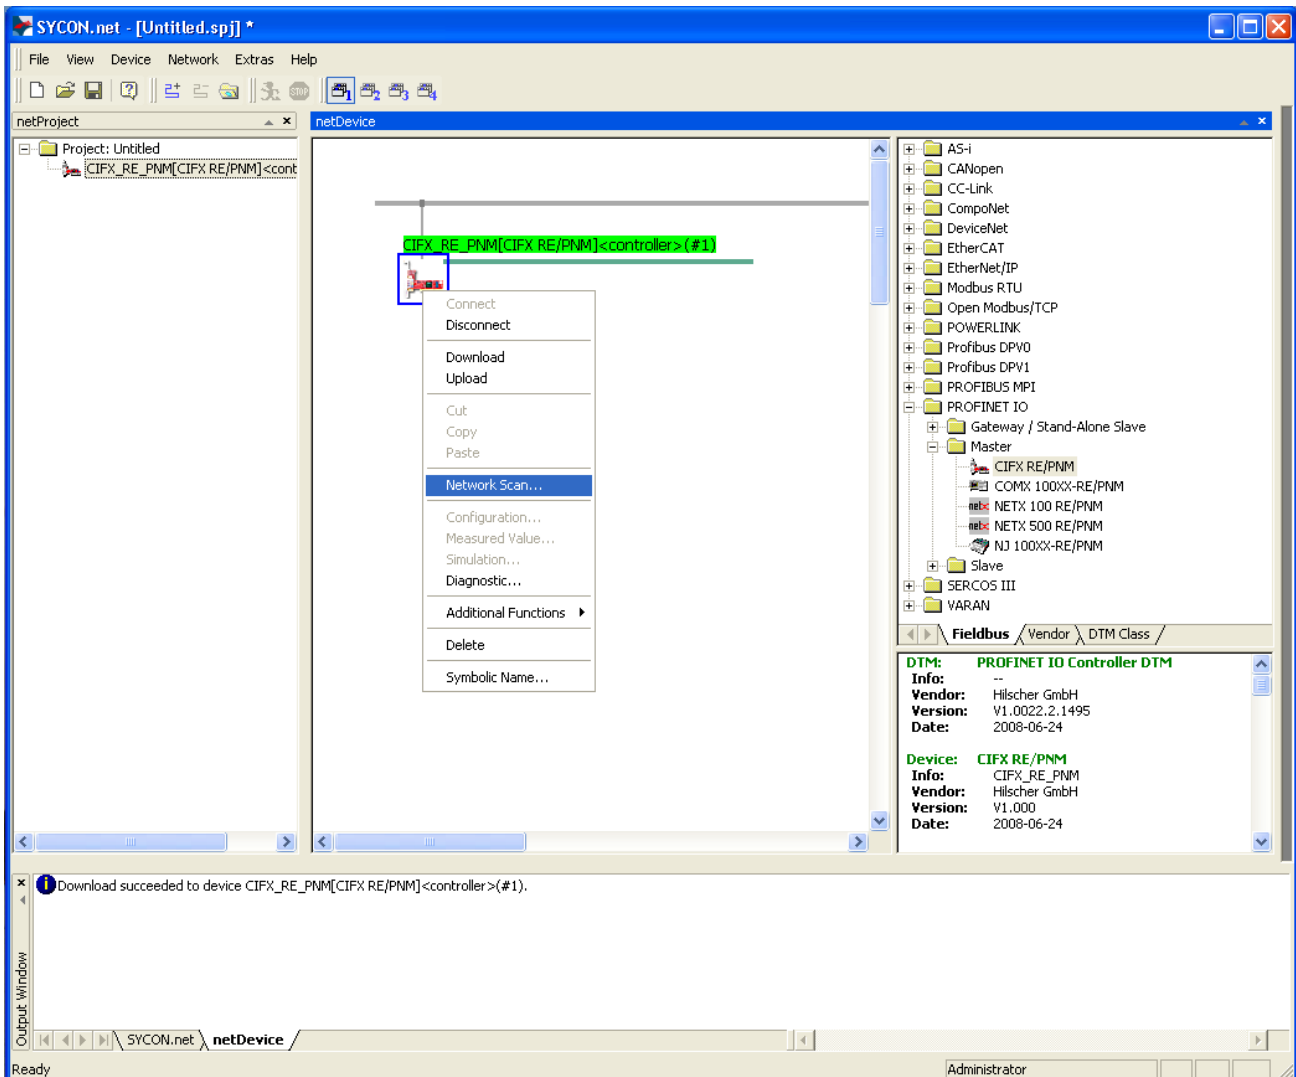 SYCON.net - [Untitled.spj] *
File View Device Network Extras Help
netProject
Project: Untitled
CIFX_RE_PNM[CIFX RE/PNM]<cont
netDevice
CIFX_RE_PNM[CIFX RE/PNM]<controller>(#1)
Connect
Disconnect
Download
Upload
Cut
Copy
Paste
Network Scan...
Configuration...
Measured Value...
Simulation...
Diagnostic...
Additional Functions
Delete
Symbolic Name...
AS-i
CANopen
CC-Link
CompoNet
DeviceNet
EtherCAT
EtherNet/IP
Modbus RTU
Open Modbus/TCP
POWERLINK
Profibus DPV0
Profibus DPV1
PROFIBUS MPI
PROFINET IO
Gateway / Stand-Alone Slave
Master
CIFX RE/PNM
COMX 100XX-RE/PNM
netx NETX 100 RE/PNM
netx NETX 500 RE/PNM
NJ 100XX-RE/PNM
Slave
SERCOS III
VARAN
Fieldbus Vendor DTM Class
DTM: PROFINET IO Controller DTM
Info: --
Vendor: Hilscher GmbH
Version: V1.0022.2.1495
Date: 2008-06-24
Device: CIFX RE/PNM
Info: CIFX_RE_PNM
Vendor: Hilscher GmbH
Version: V1.000
Date: 2008-06-24
Download succeeded to device CIFX_RE_PNM[CIFX RE/PNM]<controller>(#1).
Output Window
SYCON.net netDevice
Ready
Administrator